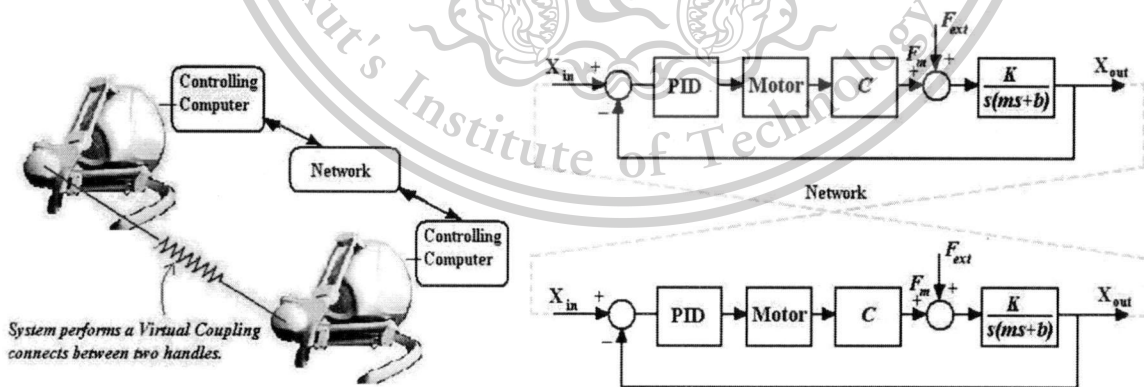 Controlling
Computer
Network
Controlling
Computer
System performs a Virtual Coupling
connects between two handles.
ut's Institute of Technology
F_ext
X_in + − PID Motor C F_m + + K X_out
s(ms+b)
Network
F_ext
X_in + − PID Motor C F_m + + K X_out
s(ms+b)